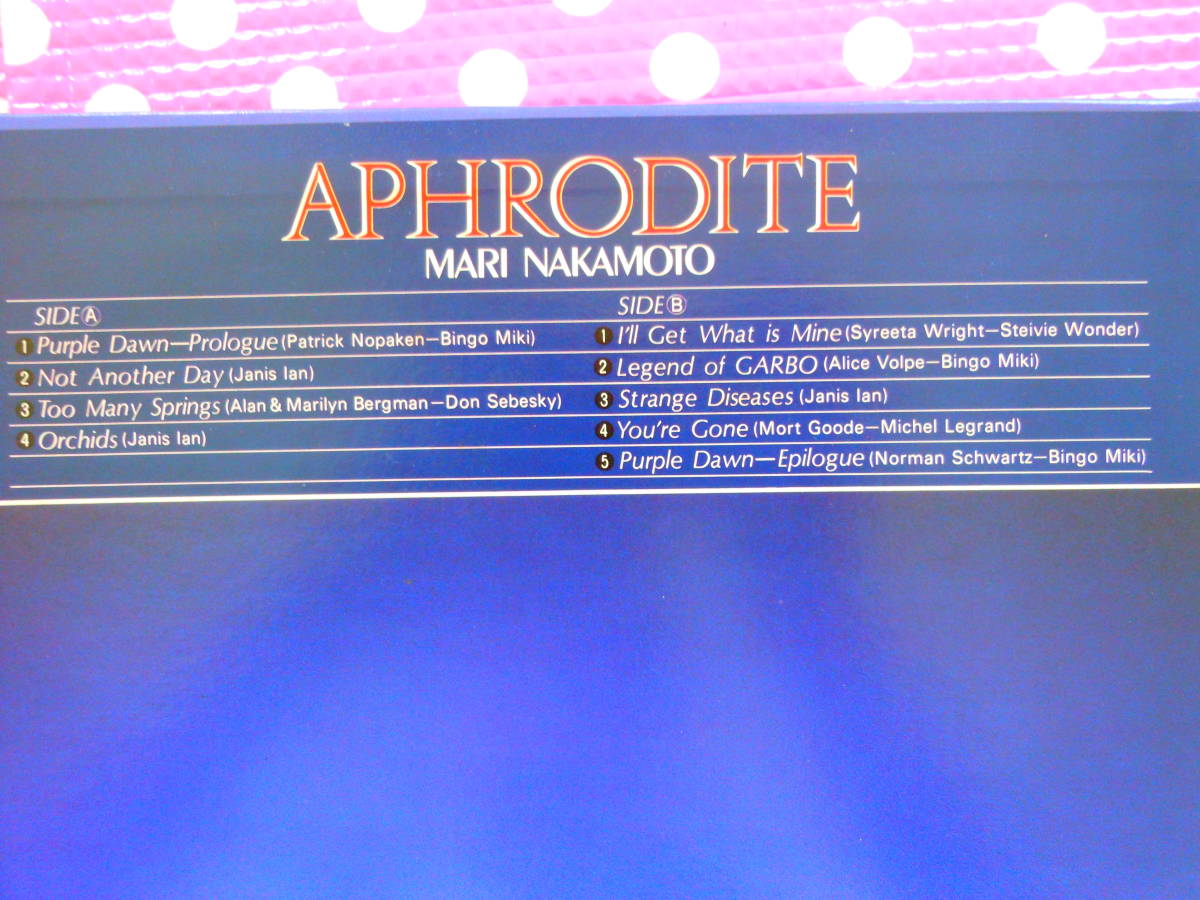 APHRODITE
MARI NAKAMOTO
SIDE Ⓐ
❶ Purple Dawn—Prologue (Patrick Nopaken—Bingo Miki)
❷ Not Another Day (Janis Ian)
❸ Too Many Springs (Alan & Marilyn Bergman—Don Sebesky)
❹ Orchids (Janis Ian)
SIDE Ⓑ
❶ I'll Get What is Mine (Syreeta Wright—Steivie Wonder)
❷ Legend of GARBO (Alice Volpe—Bingo Miki)
❸ Strange Diseases (Janis Ian)
❹ You're Gone (Mort Goode—Michel Legrand)
❺ Purple Dawn—Epilogue (Norman Schwartz—Bingo Miki)